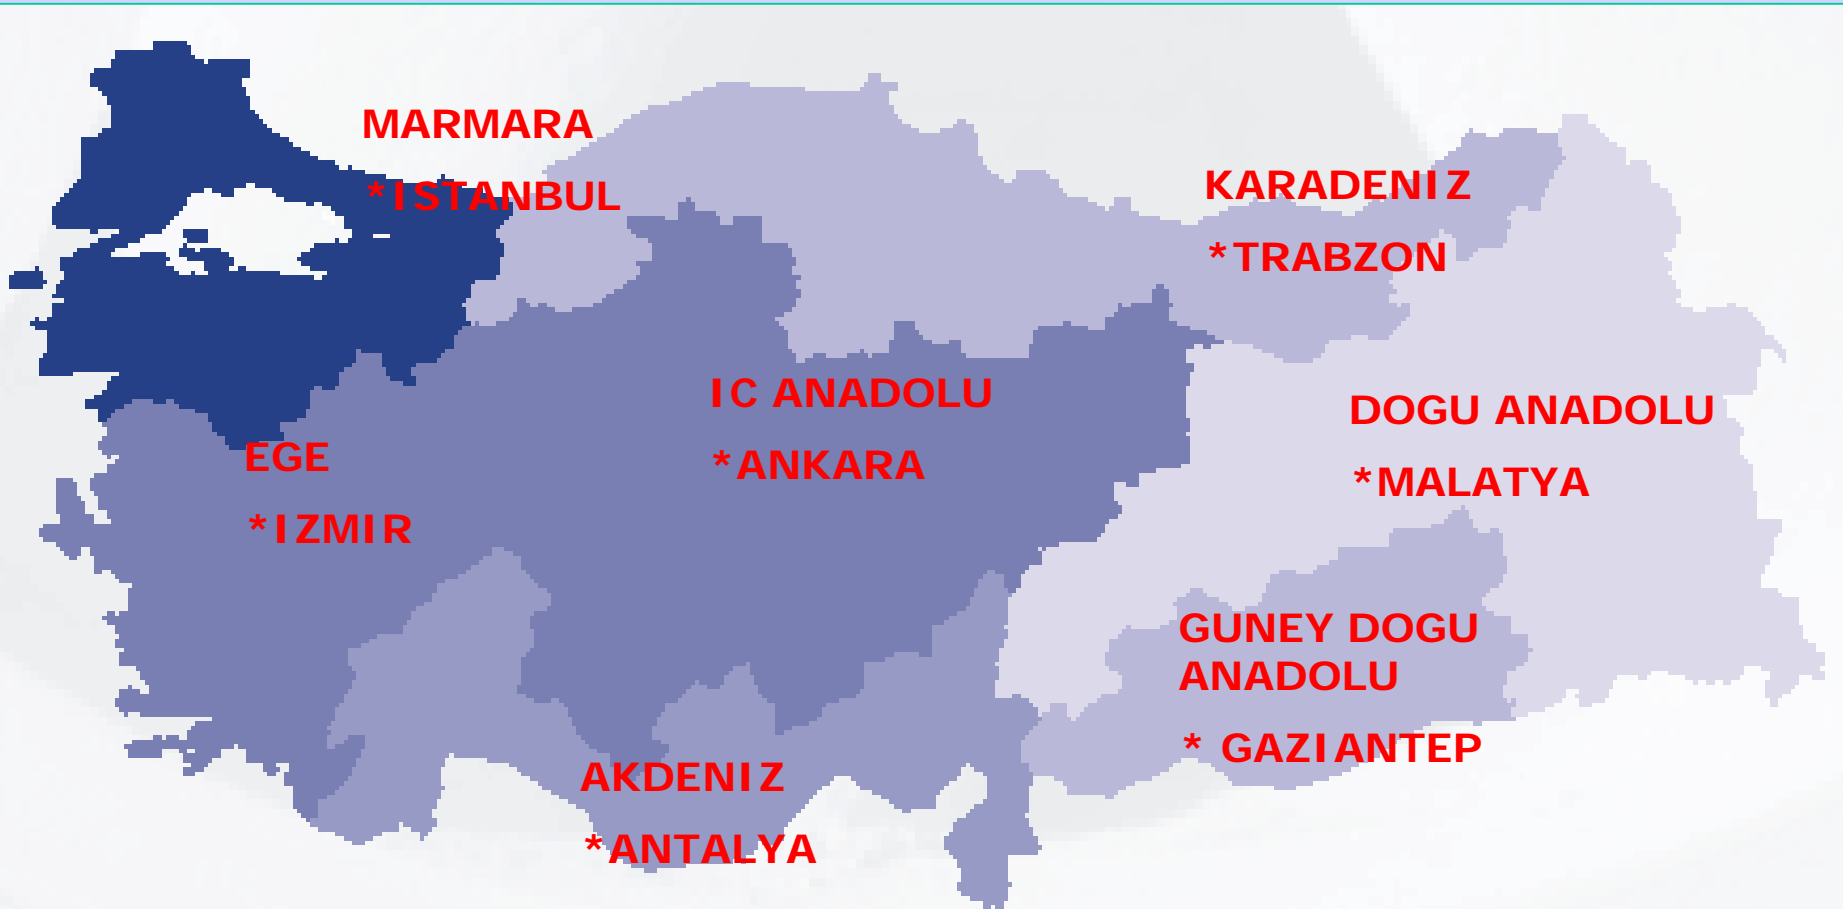 MARMARA
*ISTANBUL
KARADENIZ
*TRABZON
IC ANADOLU
*ANKARA
DOGU ANADOLU
*MALATYA
EGE
*IZMIR
GUNEY DOGU
ANADOLU
* GAZIANTEP
AKDENIZ
*ANTALYA